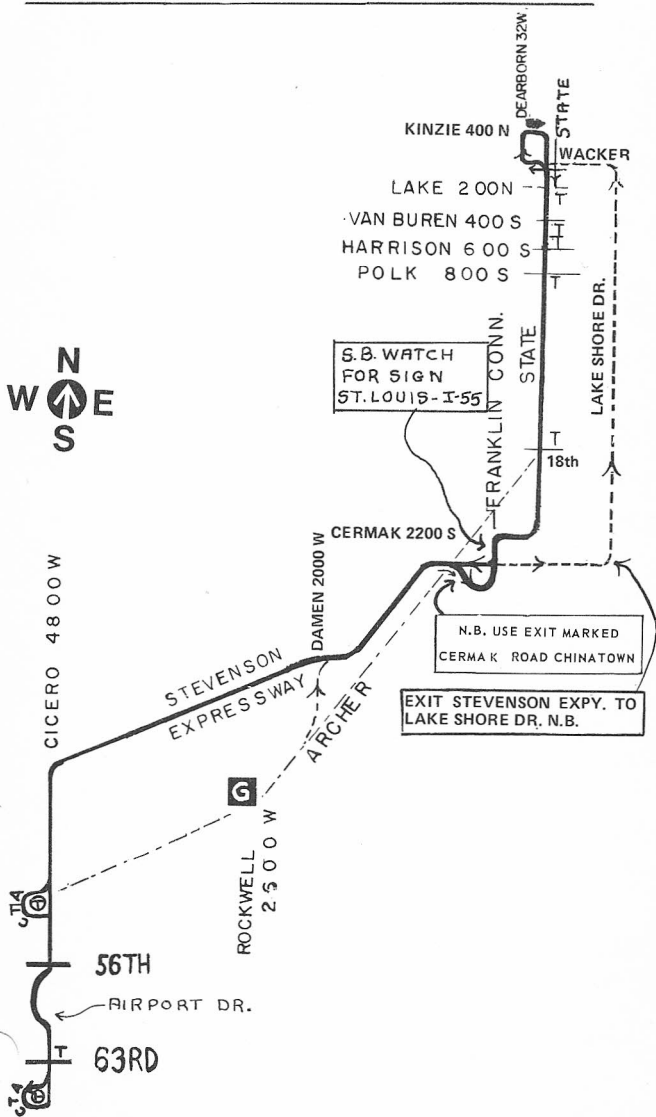 DEARBORN 32W.
STATE
KINZIE 400 N
WACKER
LAKE 200N
T
VAN BUREN 400 S
T
HARRISON 600 S
T
POLK 800 S
T
LAKE SHORE DR.
FRANKLIN CONN.
STATE
S.B. WATCH
FOR SIGN
ST. LOUIS-I-55
N
W E
S
T
18th
CERMAK 2200 S
DAMEN 2000 W
CICERO 4800W
N.B. USE EXIT MARKED
CERMAK ROAD CHINATOWN
STEVENSON
EXPRESSWAY
ARCHER
EXIT STEVENSON EXPY. TO
LAKE SHORE DR. N.B.
G
ROCKWELL
2600 W
T
56TH
AIRPORT DR.
T
63RD
T